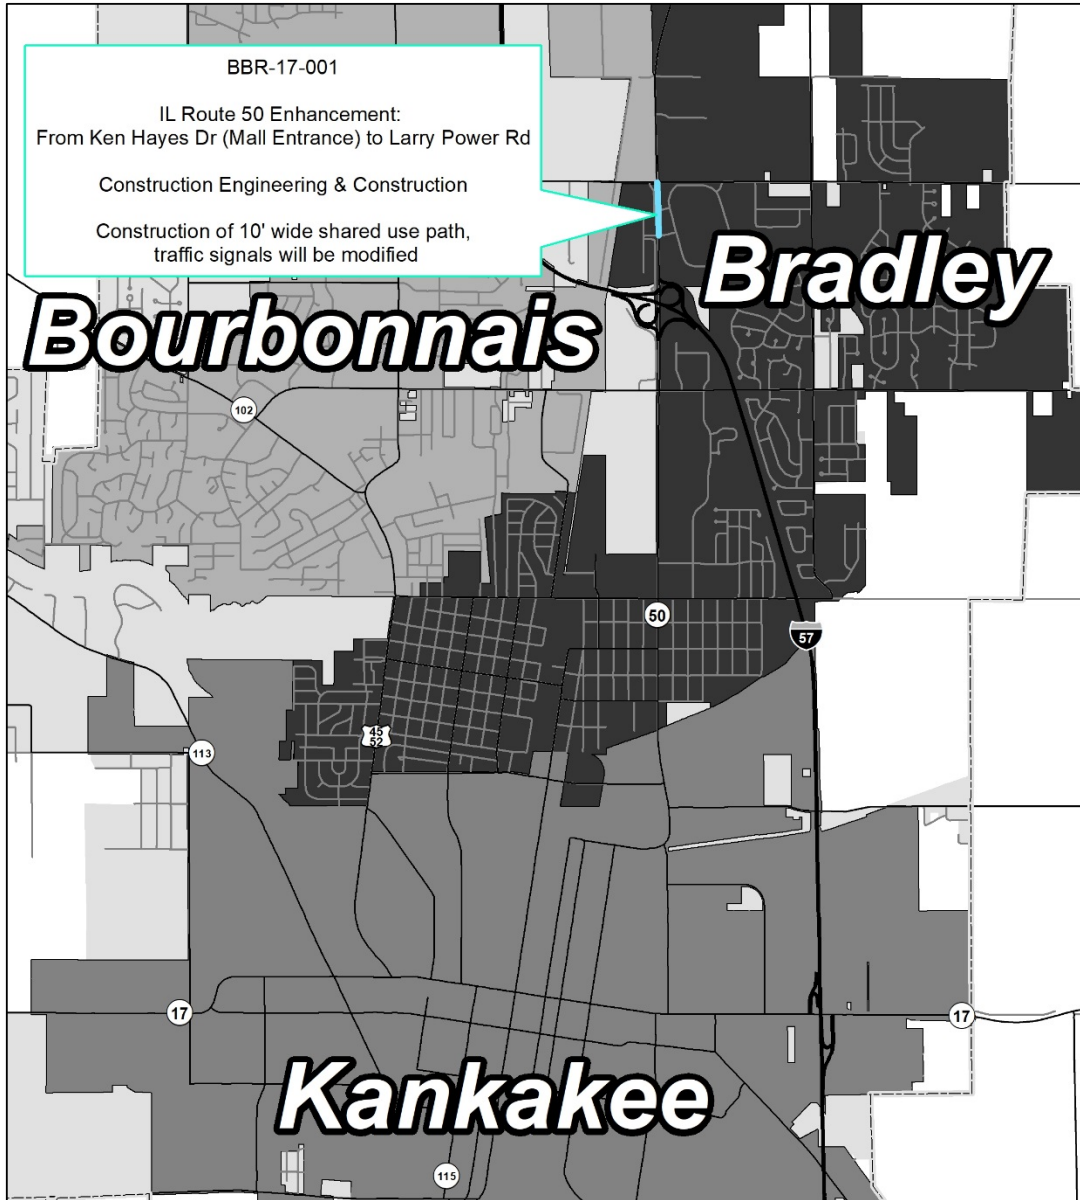 BBR-17-001
IL Route 50 Enhancement:
From Ken Hayes Dr (Mall Entrance) to Larry Power Rd
Construction Engineering & Construction
Construction of 10' wide shared use path,
traffic signals will be modified
Bradley
Bourbonnais
102
50
57
45
52
113
17
17
Kankakee
115